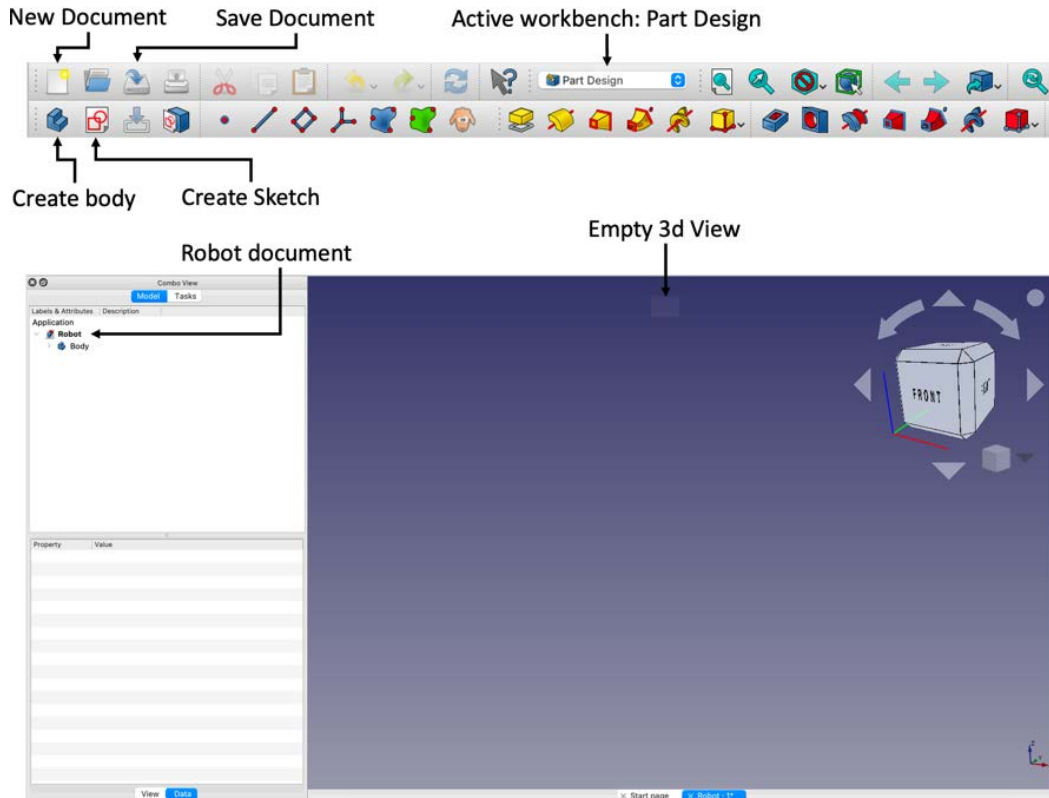 New Document
Save Document
Active workbench: Part Design
Part Design
Create body
Create Sketch
Empty 3d View
Robot document
Combo View
Model
Tasks
Labels & Attributes
Description
Application
Robot
Body
FRONT
Property
Value
View
Data
Start page
Robot : 1*
Z
Y